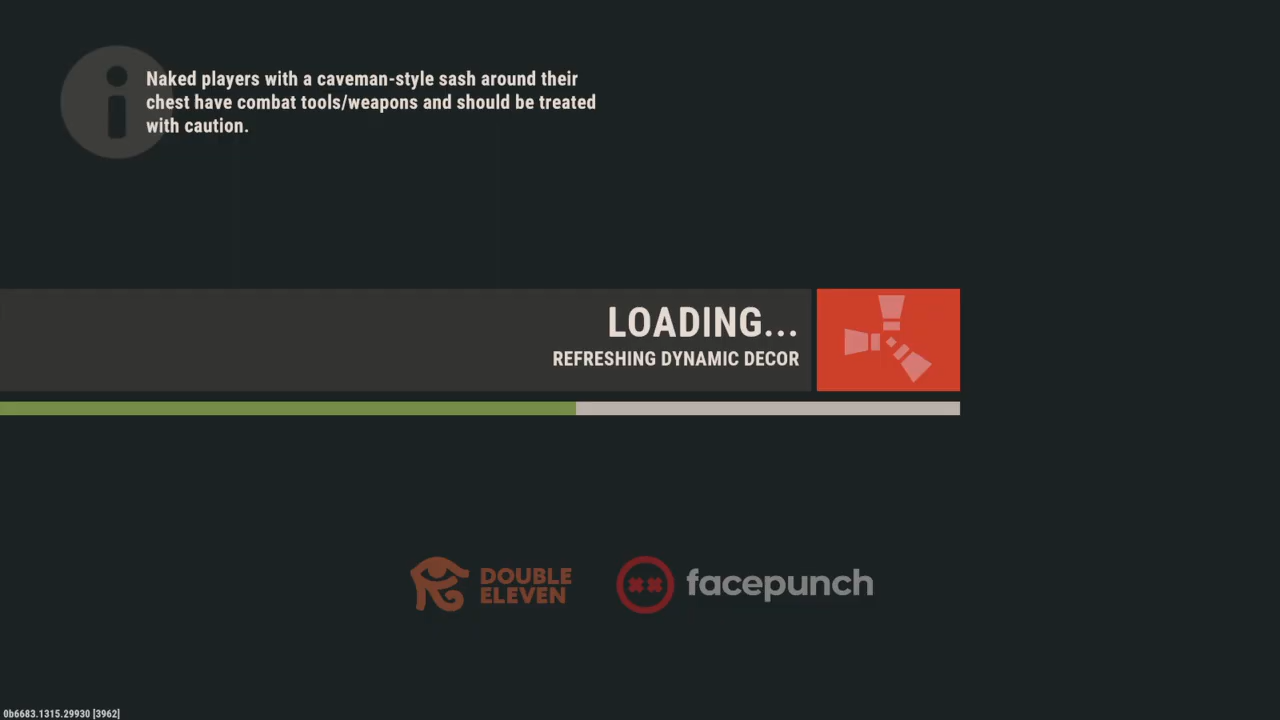 Naked players with a caveman-style sash around their
chest have combat tools/weapons and should be treated
with caution.
LOADING...
REFRESHING DYNAMIC DECOR
DOUBLE
ELEVEN
facepunch
0b6683.1315.29930 [3962]